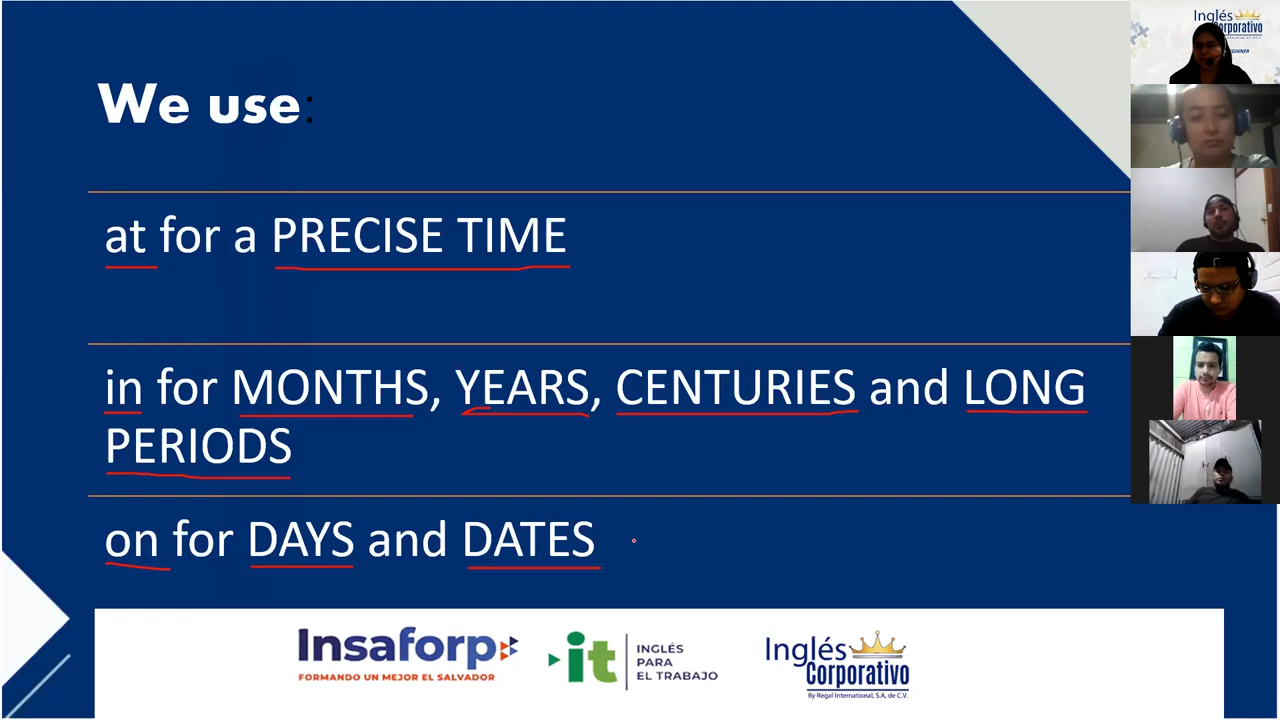 We use:
at for a PRECISE TIME
in for MONTHS, YEARS, CENTURIES and LONG
PERIODS
on for DAYS and DATES
Insaforp
FORMANDO UN MEJOR EL SALVADOR
it
INGLÉS
PARA
EL TRABAJO
Inglés
Corporativo
By Regal International, S.A. de C.V.
Inglés
Corporativo